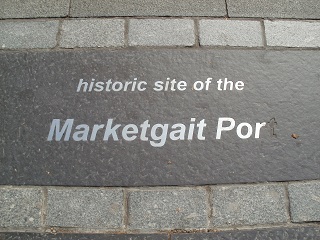 historic site of the
Marketgait Por